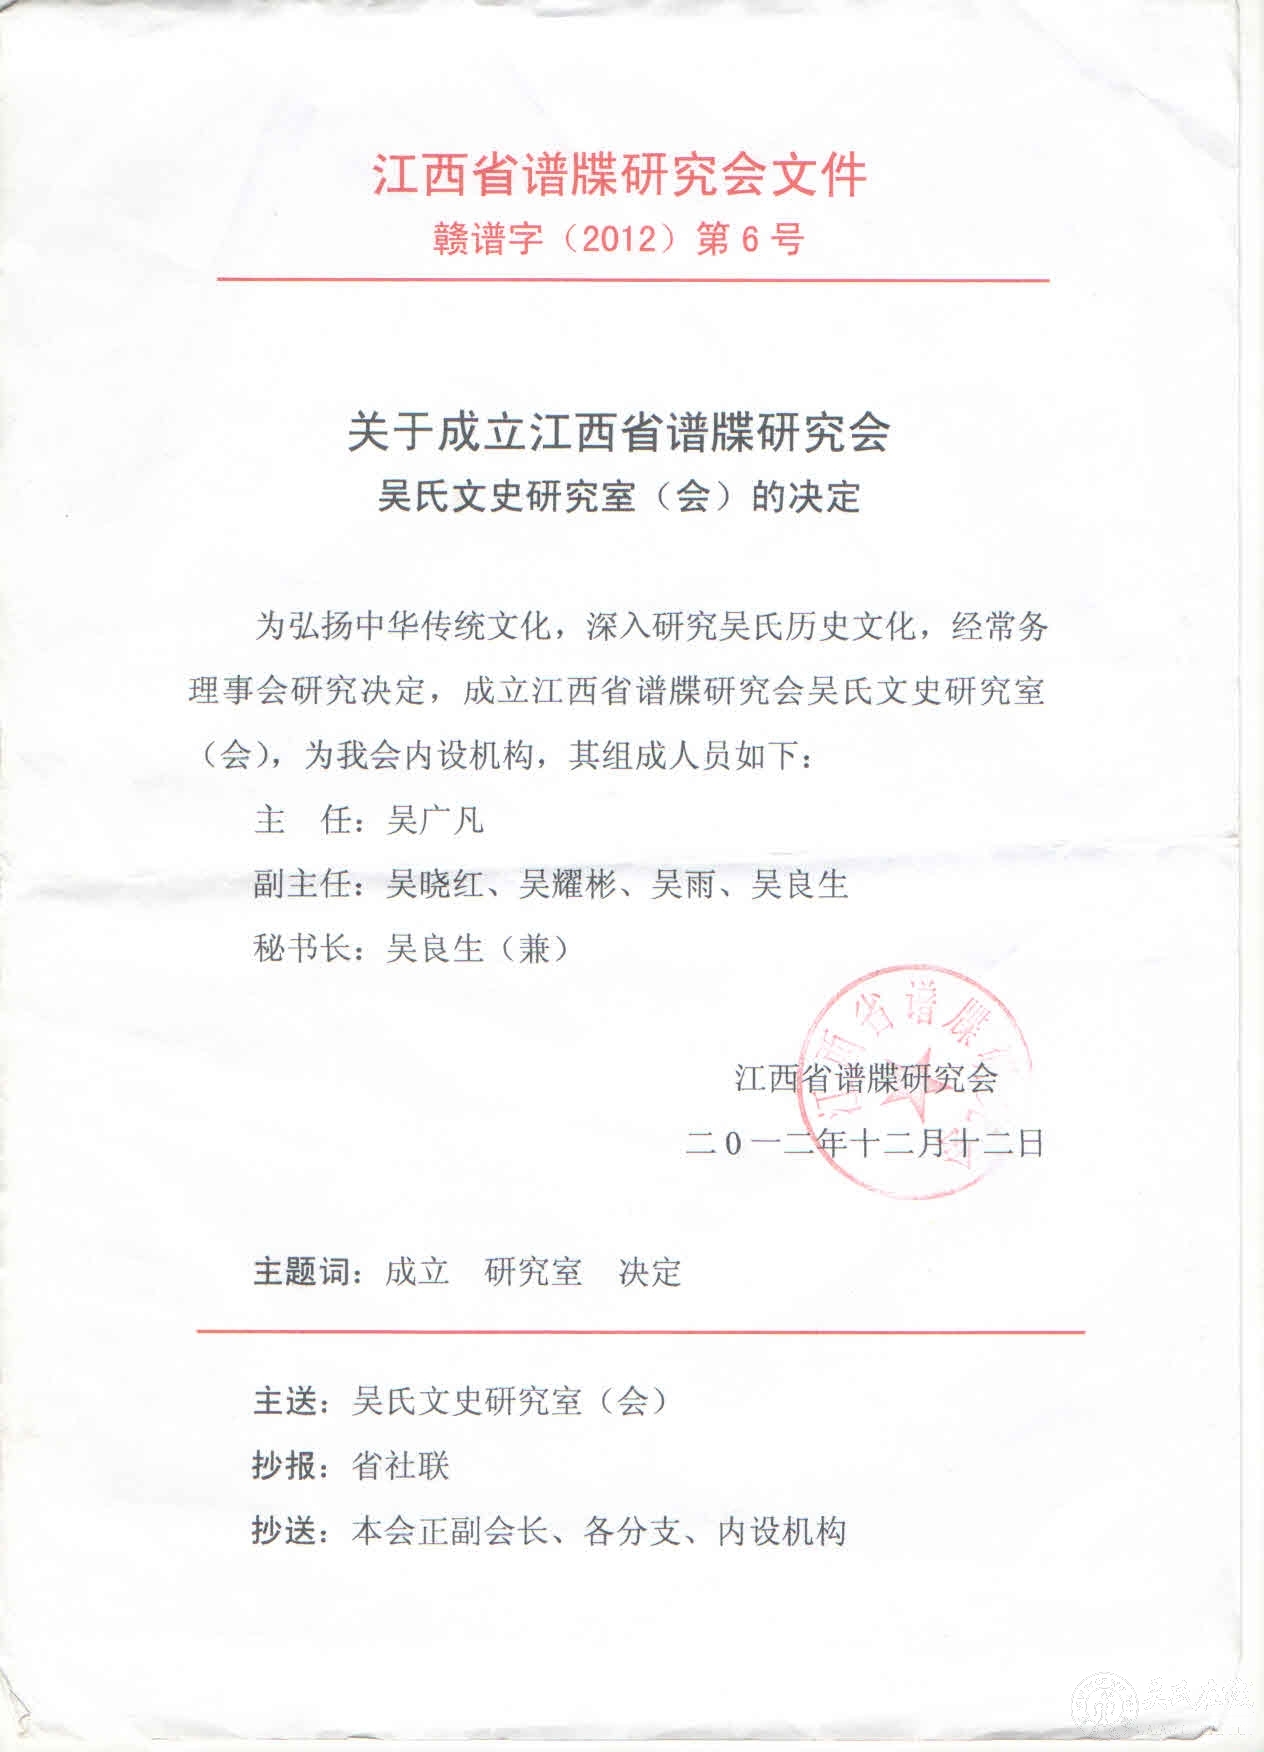 江西省谱牒研究会文件
赣谱字（2012）第 6 号
关于成立江西省谱牒研究会
吴氏文史研究室（会）的决定
为弘扬中华传统文化，深入研究吴氏历史文化，经常务
理事会研究决定，成立江西省谱牒研究会吴氏文史研究室
（会），为我会内设机构，其组成人员如下：
主　任：吴广凡
副主任：吴晓红、吴耀彬、吴雨、吴良生
秘书长：吴良生（兼）
江西省谱牒
江西省谱牒研究会
二0一二年十二月十二日
主题词：成立　研究室　决定
主送：吴氏文史研究室（会）
抄报：省社联
抄送：本会正副会长、各分支、内设机构
吴氏在线